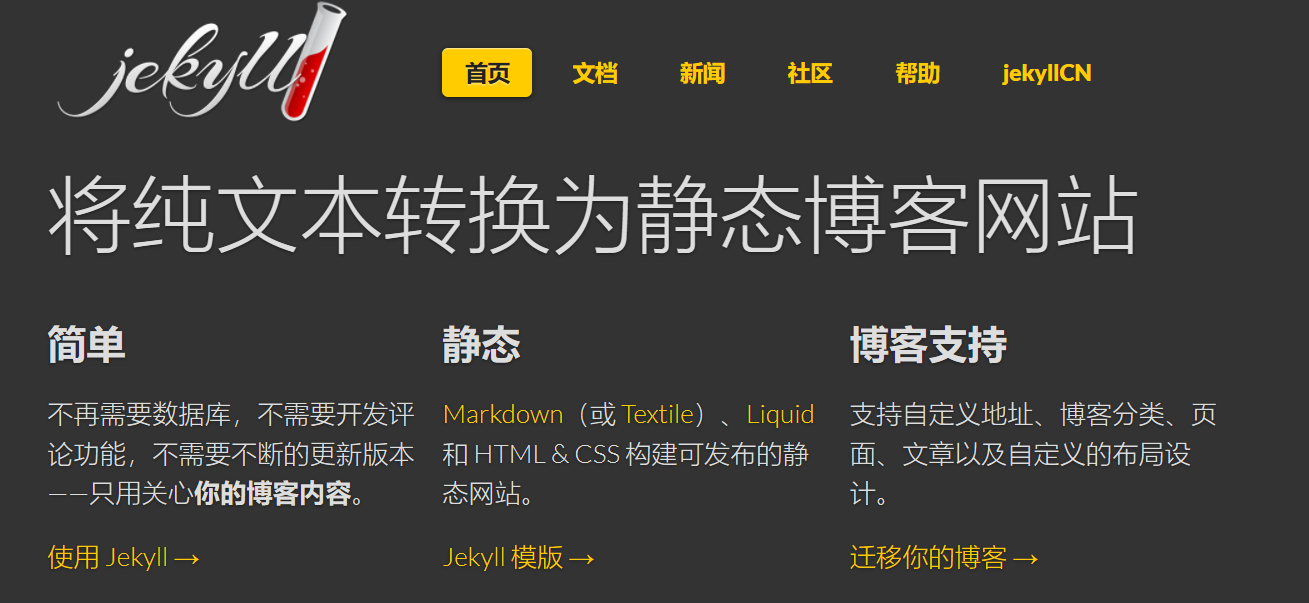 jekyll
首页 文档 新闻 社区 帮助 jekyllCN
将纯文本转换为静态博客网站
简单
不再需要数据库，不需要开发评
论功能，不需要不断的更新版本
——只用关心你的博客内容。
使用 Jekyll →
静态
Markdown（或 Textile）、Liquid
和 HTML & CSS 构建可发布的静
态网站。
Jekyll 模版 →
博客支持
支持自定义地址、博客分类、页
面、文章以及自定义的布局设
计。
迁移你的博客 →